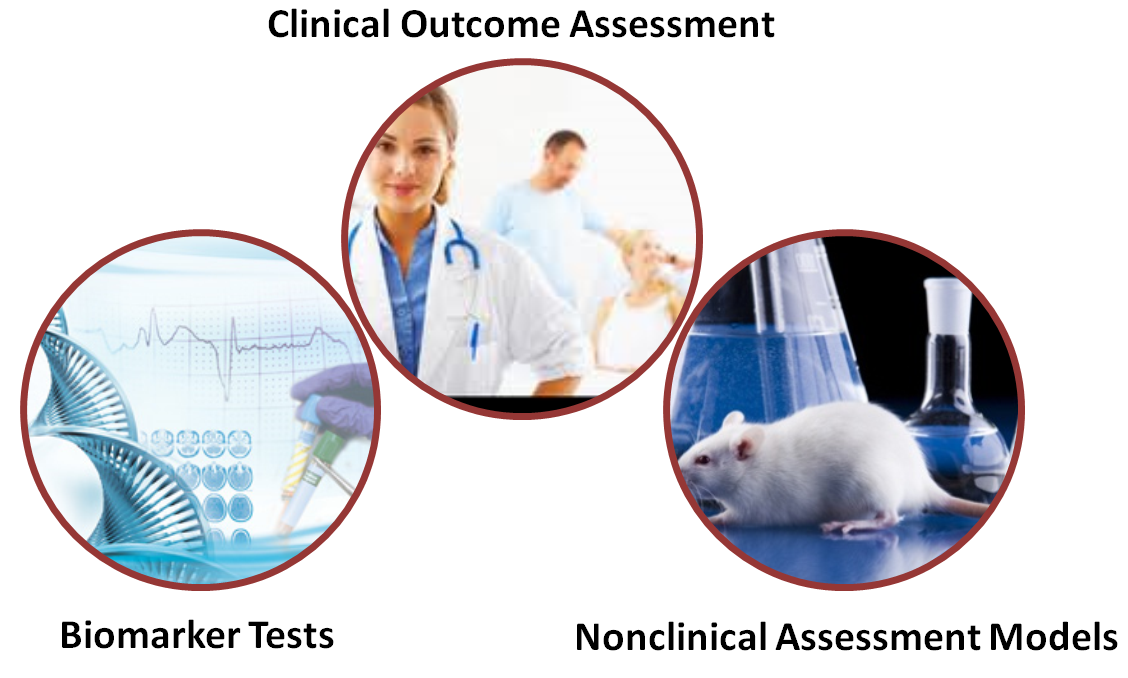 Clinical Outcome Assessment
Biomarker Tests
Nonclinical Assessment Models